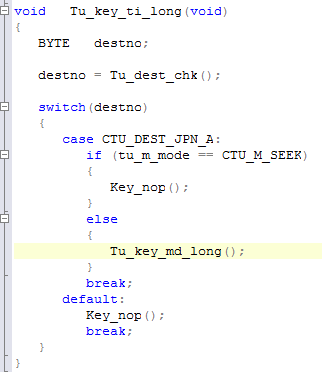 void   Tu_key_ti_long(void)
{
   BYTE   destno;

   destno = Tu_dest_chk();

   switch(destno)
   {
      case CTU_DEST_JPN_A:
         if (tu_m_mode == CTU_M_SEEK)
         {
            Key_nop();
         }
         else
         {
            Tu_key_md_long();
         }
         break;
      default:
         Key_nop();
         break;
   }
}